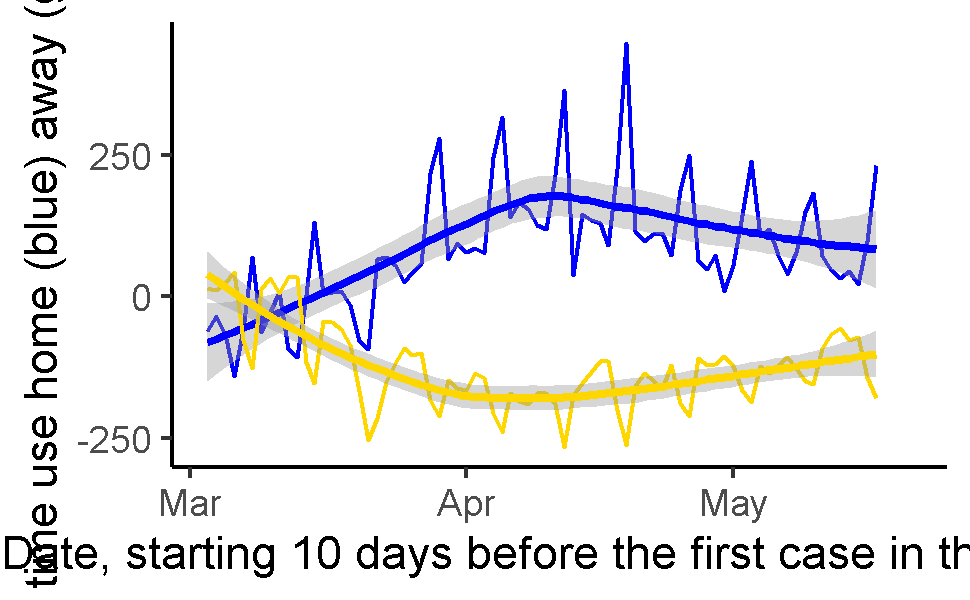 time use home (blue) away (
250
0
-250
Mar Apr May
Date, starting 10 days before the first case in th